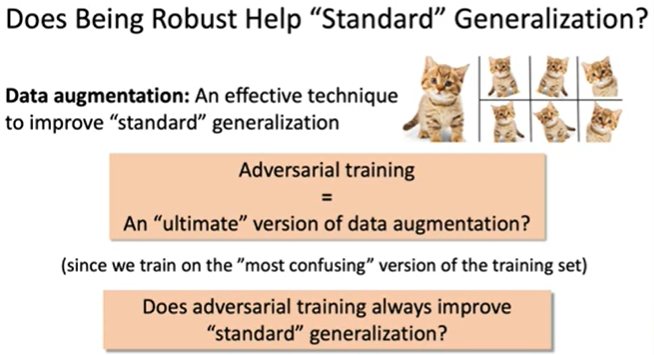 Does Being Robust Help “Standard” Generalization?
Data augmentation: An effective technique
to improve “standard” generalization
Adversarial training
=
An “ultimate” version of data augmentation?
(since we train on the ”most confusing” version of the training set)
Does adversarial training always improve
“standard” generalization?